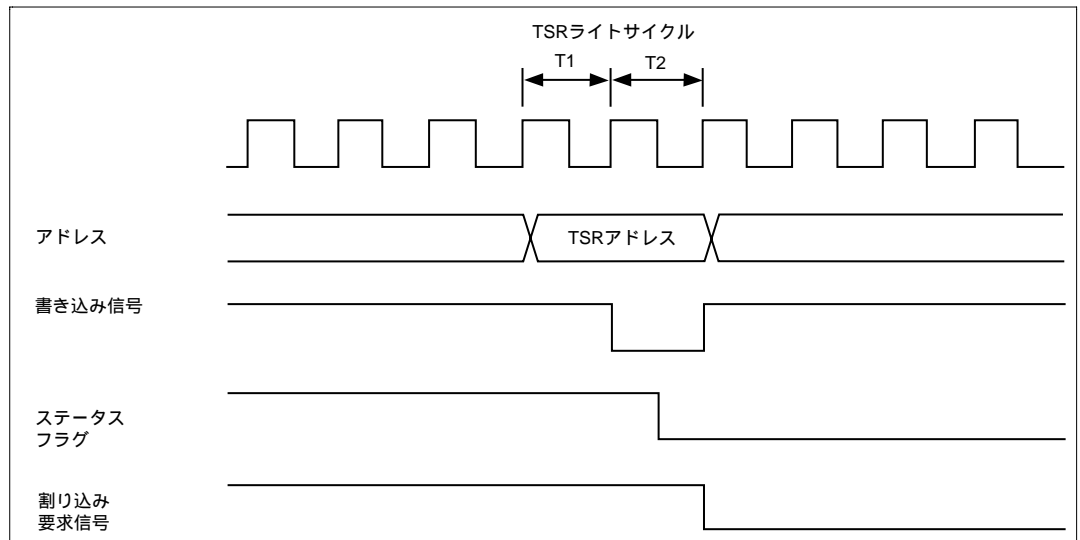 TSRライトサイクル
T1
T2
アドレス
TSRアドレス
書き込み信号
ステータス
フラグ
割り込み
要求信号